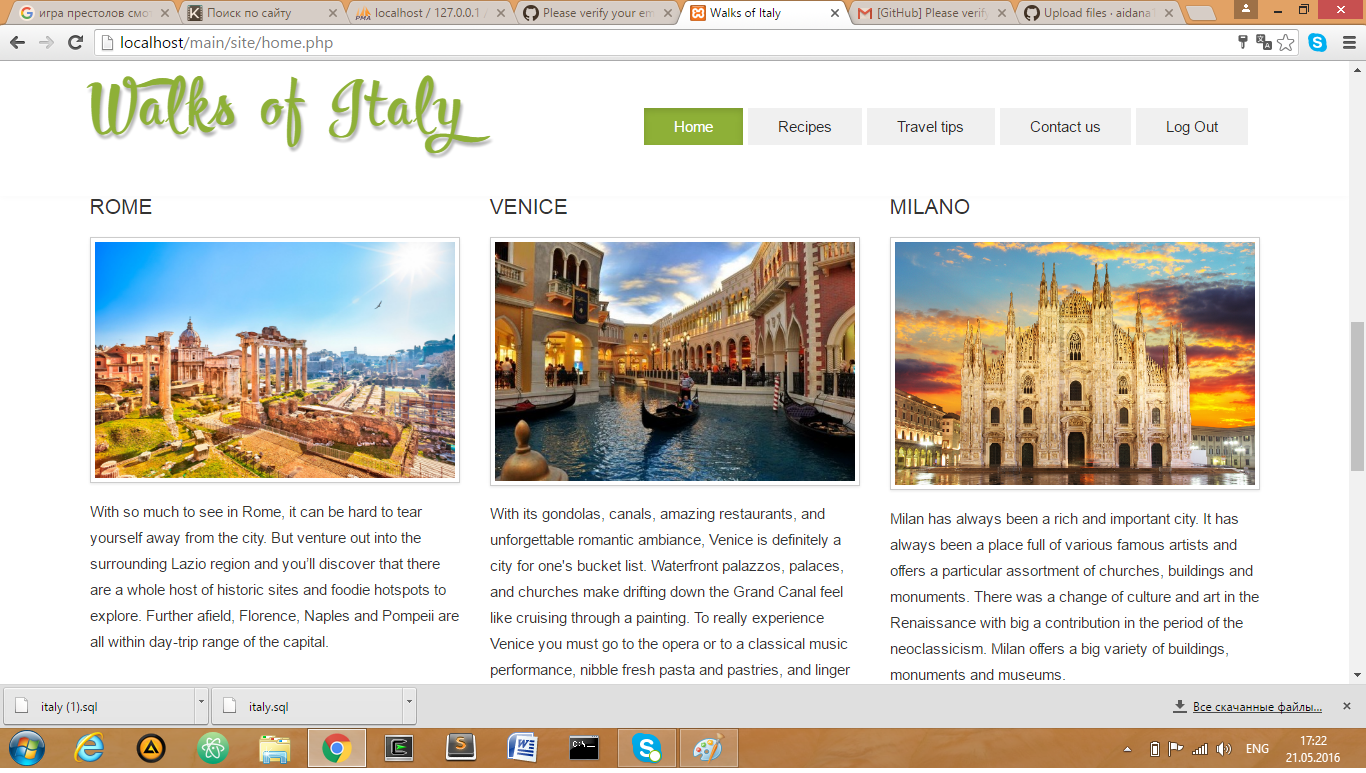 игра престолов смо
Поиск по сайту
localhost / 127.0.0.1 /
Please verify your em
Walks of Italy
[GitHub] Please verify
Upload files · aidana
localhost/main/site/home.php
Walks of Italy
Home Recipes Travel tips Contact us Log Out
ROME
With so much to see in Rome, it can be hard to tear
yourself away from the city. But venture out into the
surrounding Lazio region and you'll discover that there
are a whole host of historic sites and foodie hotspots to
explore. Further afield, Florence, Naples and Pompeii are
all within day-trip range of the capital.
VENICE
With its gondolas, canals, amazing restaurants, and
unforgettable romantic ambiance, Venice is definitely a
city for one's bucket list. Waterfront palazzos, palaces,
and churches make drifting down the Grand Canal feel
like cruising through a painting. To really experience
Venice you must go to the opera or to a classical music
performance, nibble fresh pasta and pastries, and linger
MILANO
Milan has always been a rich and important city. It has
always been a place full of various famous artists and
offers a particular assortment of churches, buildings and
monuments. There was a change of culture and art in the
Renaissance with big a contribution in the period of the
neoclassicism. Milan offers a big variety of buildings,
monuments and museums.
italy (1).sql
italy.sql
Все скачанные файлы...
ENG
17:22
21.05.2016